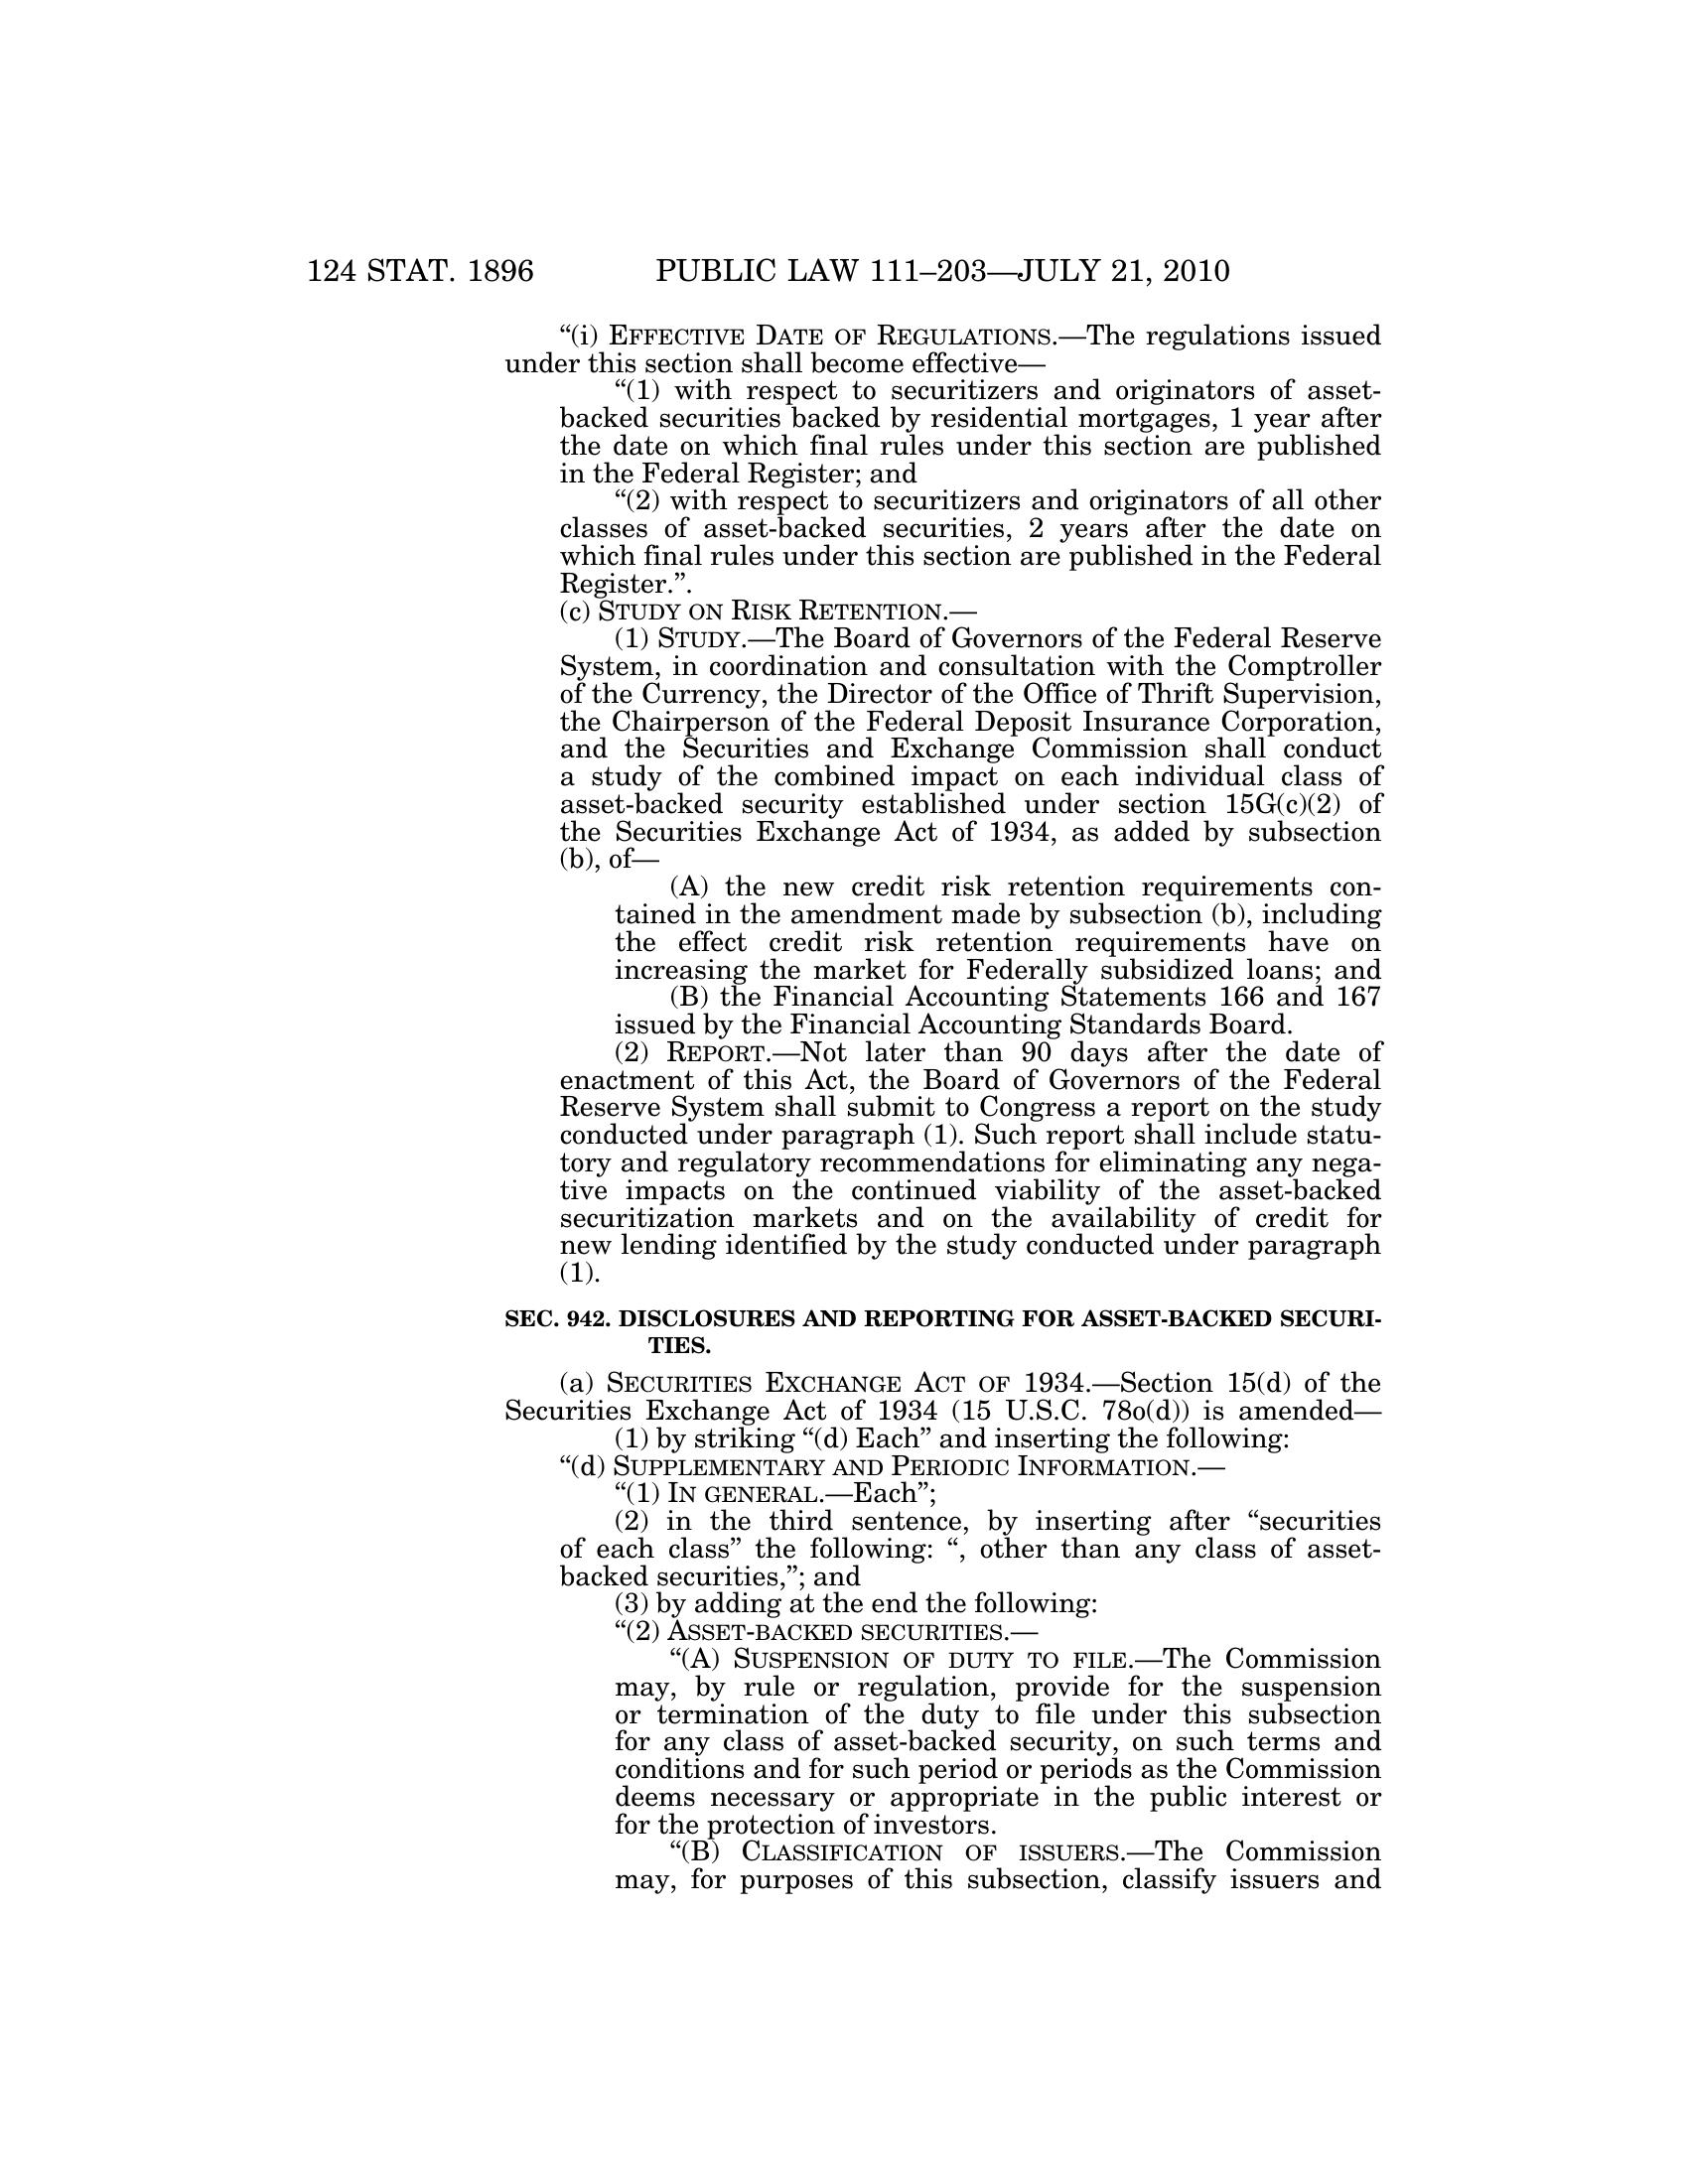 124 STAT. 1896 PUBLIC LAW 111–203—JULY 21, 2010
“(i) EFFECTIVE DATE OF REGULATIONS.—The regulations issued
under this section shall become effective—
“(1) with respect to securitizers and originators of asset-
backed securities backed by residential mortgages, 1 year after
the date on which final rules under this section are published
in the Federal Register; and
“(2) with respect to securitizers and originators of all other
classes of asset-backed securities, 2 years after the date on
which final rules under this section are published in the Federal
Register.”.
(c) STUDY ON RISK RETENTION.—
(1) STUDY.—The Board of Governors of the Federal Reserve
System, in coordination and consultation with the Comptroller
of the Currency, the Director of the Office of Thrift Supervision,
the Chairperson of the Federal Deposit Insurance Corporation,
and the Securities and Exchange Commission shall conduct
a study of the combined impact on each individual class of
asset-backed security established under section 15G(c)(2) of
the Securities Exchange Act of 1934, as added by subsection
(b), of—
(A) the new credit risk retention requirements con-
tained in the amendment made by subsection (b), including
the effect credit risk retention requirements have on
increasing the market for Federally subsidized loans; and
(B) the Financial Accounting Statements 166 and 167
issued by the Financial Accounting Standards Board.
(2) REPORT.—Not later than 90 days after the date of
enactment of this Act, the Board of Governors of the Federal
Reserve System shall submit to Congress a report on the study
conducted under paragraph (1). Such report shall include statu-
tory and regulatory recommendations for eliminating any nega-
tive impacts on the continued viability of the asset-backed
securitization markets and on the availability of credit for
new lending identified by the study conducted under paragraph
(1).
SEC. 942. DISCLOSURES AND REPORTING FOR ASSET-BACKED SECURI-
TIES.
(a) SECURITIES EXCHANGE ACT OF 1934.—Section 15(d) of the
Securities Exchange Act of 1934 (15 U.S.C. 78o(d)) is amended—
(1) by striking “(d) Each” and inserting the following:
“(d) SUPPLEMENTARY AND PERIODIC INFORMATION.—
“(1) IN GENERAL.—Each”;
(2) in the third sentence, by inserting after “securities
of each class” the following: “, other than any class of asset-
backed securities,”; and
(3) by adding at the end the following:
“(2) ASSET-BACKED SECURITIES.—
“(A) SUSPENSION OF DUTY TO FILE.—The Commission
may, by rule or regulation, provide for the suspension
or termination of the duty to file under this subsection
for any class of asset-backed security, on such terms and
conditions and for such period or periods as the Commission
deems necessary or appropriate in the public interest or
for the protection of investors.
“(B) CLASSIFICATION OF ISSUERS.—The Commission
may, for purposes of this subsection, classify issuers and